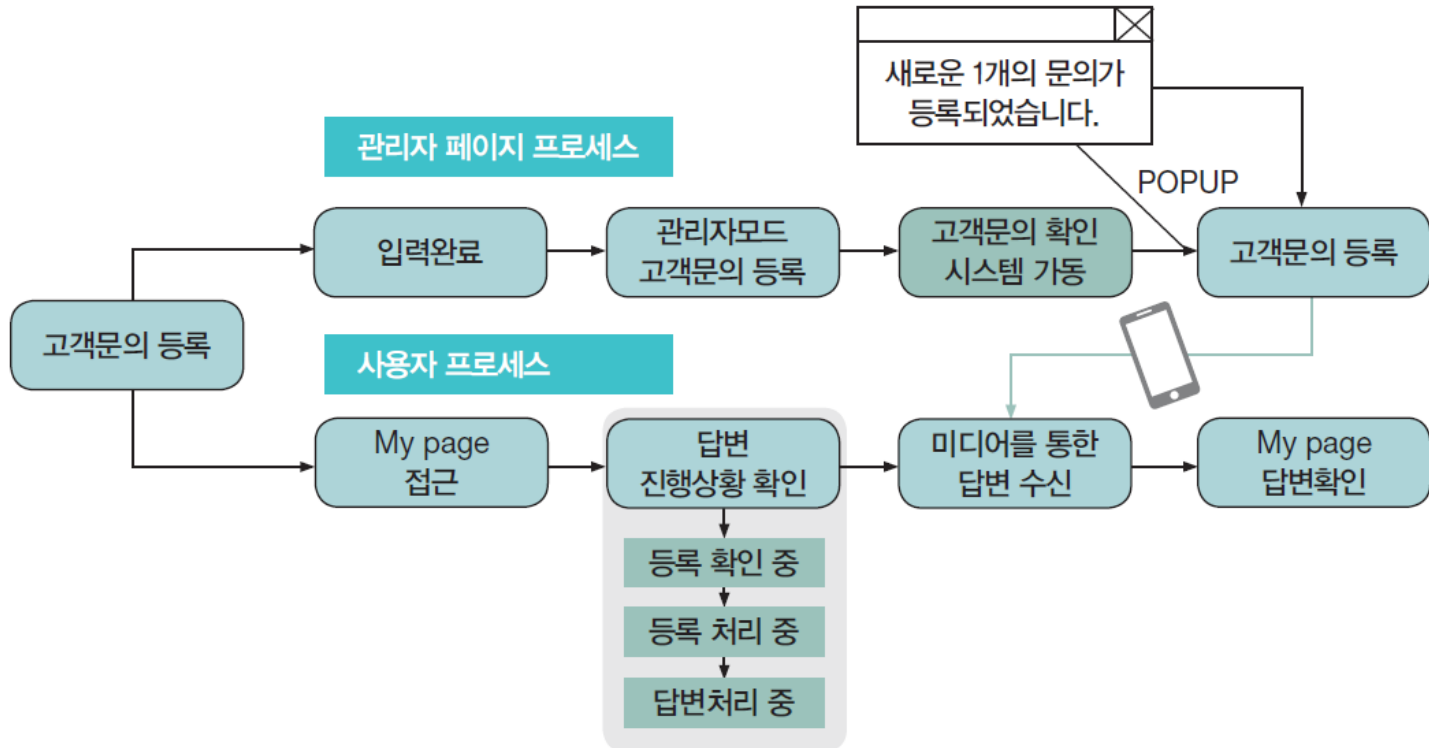 새로운 1개의 문의가
등록되었습니다.
관리자 페이지 프로세스
POPUP
입력완료
관리자모드
고객문의 등록
고객문의 확인
시스템 가동
고객문의 등록
고객문의 등록
사용자 프로세스
My page
접근
답변
진행상황 확인
미디어를 통한
답변 수신
My page
답변확인
등록 확인 중
등록 처리 중
답변처리 중